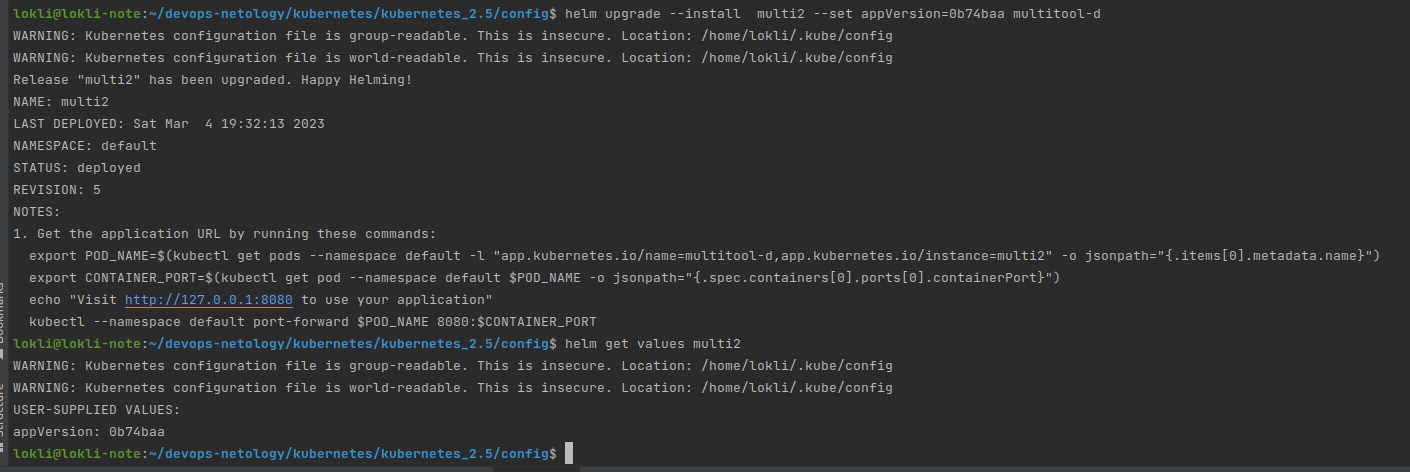 lokli@lokli-note:~/devops-netology/kubernetes/kubernetes_2.5/config$ helm upgrade --install  multi2 --set appVersion=0b74baa multitool-d
WARNING: Kubernetes configuration file is group-readable. This is insecure. Location: /home/lokli/.kube/config
WARNING: Kubernetes configuration file is world-readable. This is insecure. Location: /home/lokli/.kube/config
Release "multi2" has been upgraded. Happy Helming!
NAME: multi2
LAST DEPLOYED: Sat Mar  4 19:32:13 2023
NAMESPACE: default
STATUS: deployed
REVISION: 5
NOTES:
1. Get the application URL by running these commands:
  export POD_NAME=$(kubectl get pods --namespace default -l "app.kubernetes.io/name=multitool-d,app.kubernetes.io/instance=multi2" -o jsonpath="{.items[0].metadata.name}")
  export CONTAINER_PORT=$(kubectl get pod --namespace default $POD_NAME -o jsonpath="{.spec.containers[0].ports[0].containerPort}")
  echo "Visit http://127.0.0.1:8080 to use your application"
  kubectl --namespace default port-forward $POD_NAME 8080:$CONTAINER_PORT
lokli@lokli-note:~/devops-netology/kubernetes/kubernetes_2.5/config$ helm get values multi2
WARNING: Kubernetes configuration file is group-readable. This is insecure. Location: /home/lokli/.kube/config
WARNING: Kubernetes configuration file is world-readable. This is insecure. Location: /home/lokli/.kube/config
USER-SUPPLIED VALUES:
appVersion: 0b74baa
lokli@lokli-note:~/devops-netology/kubernetes/kubernetes_2.5/config$